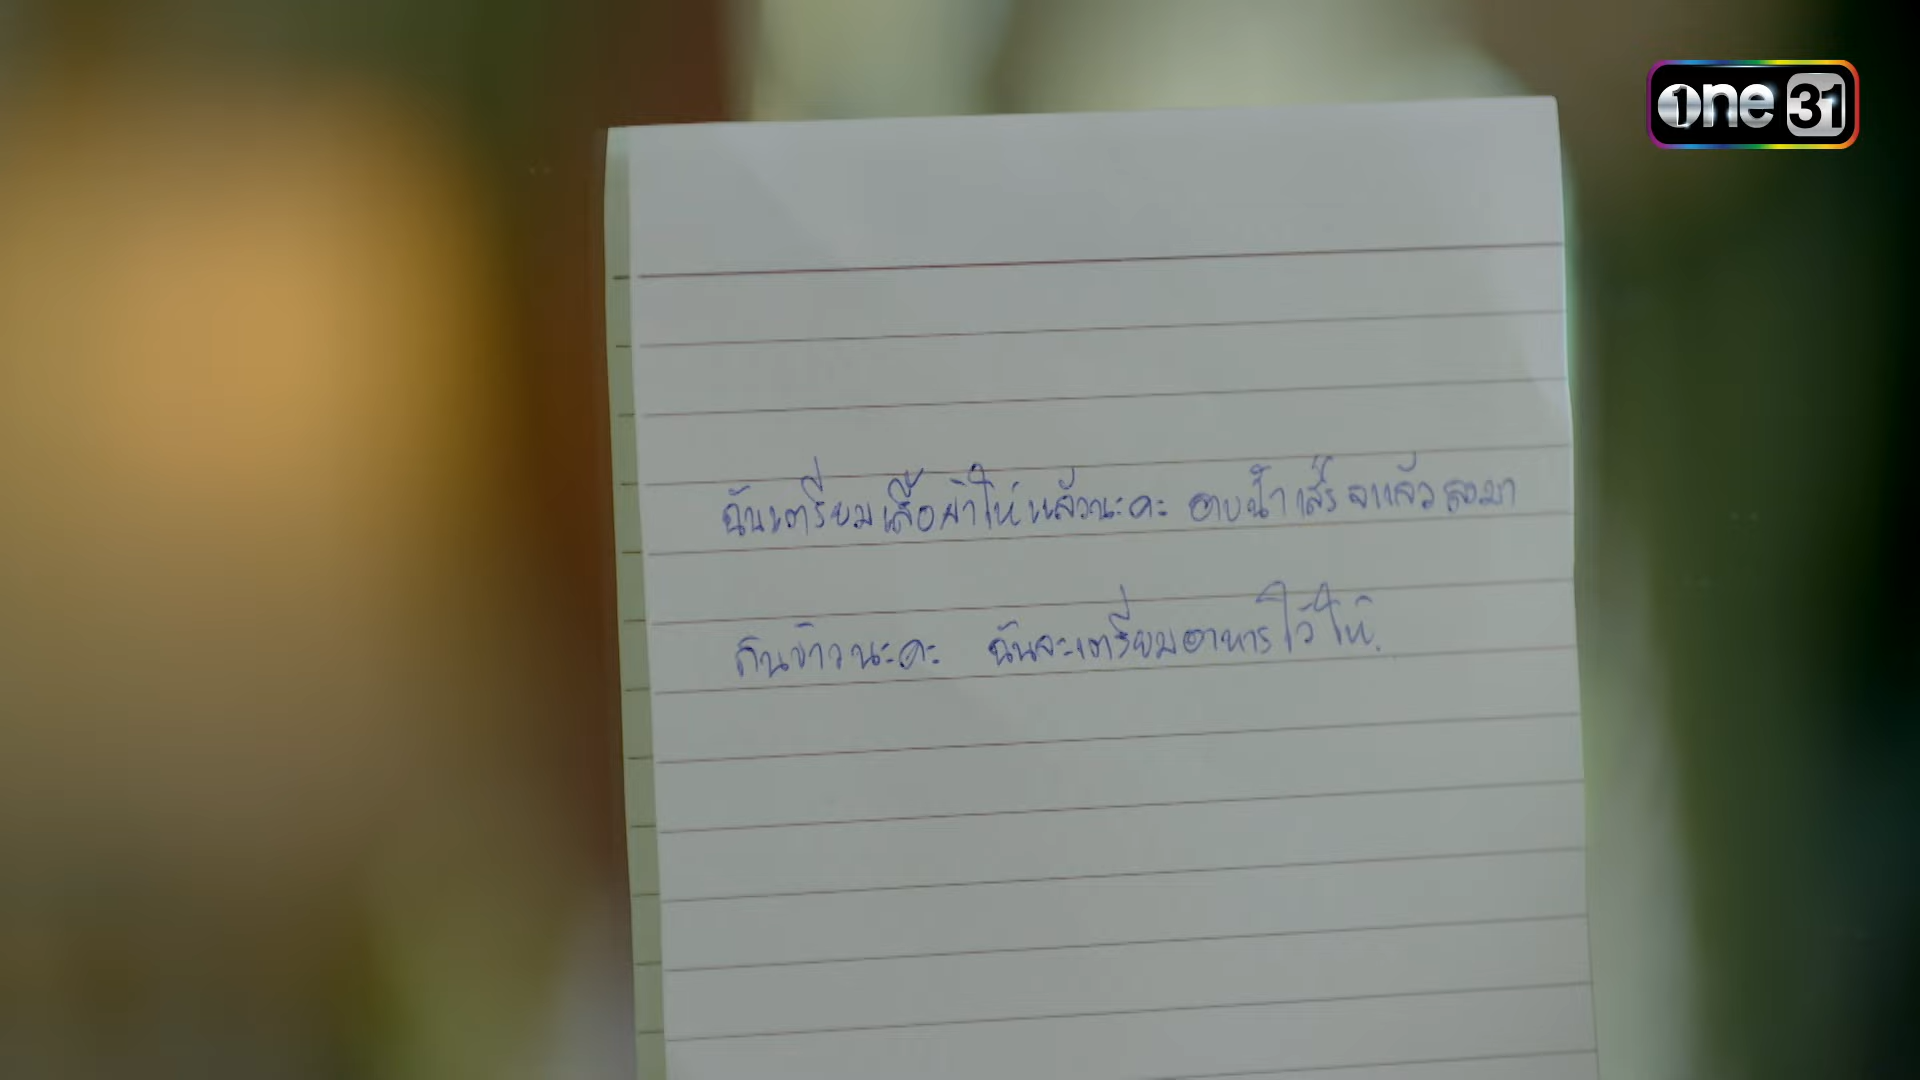 one 31
ฉันเตรียมเสื้อผ้าให้แล้วนะคะ อาบน้ำเสร็จแล้วลงมา
กินข้าวนะคะ ฉันจะเตรียมอาหารไว้ให้.